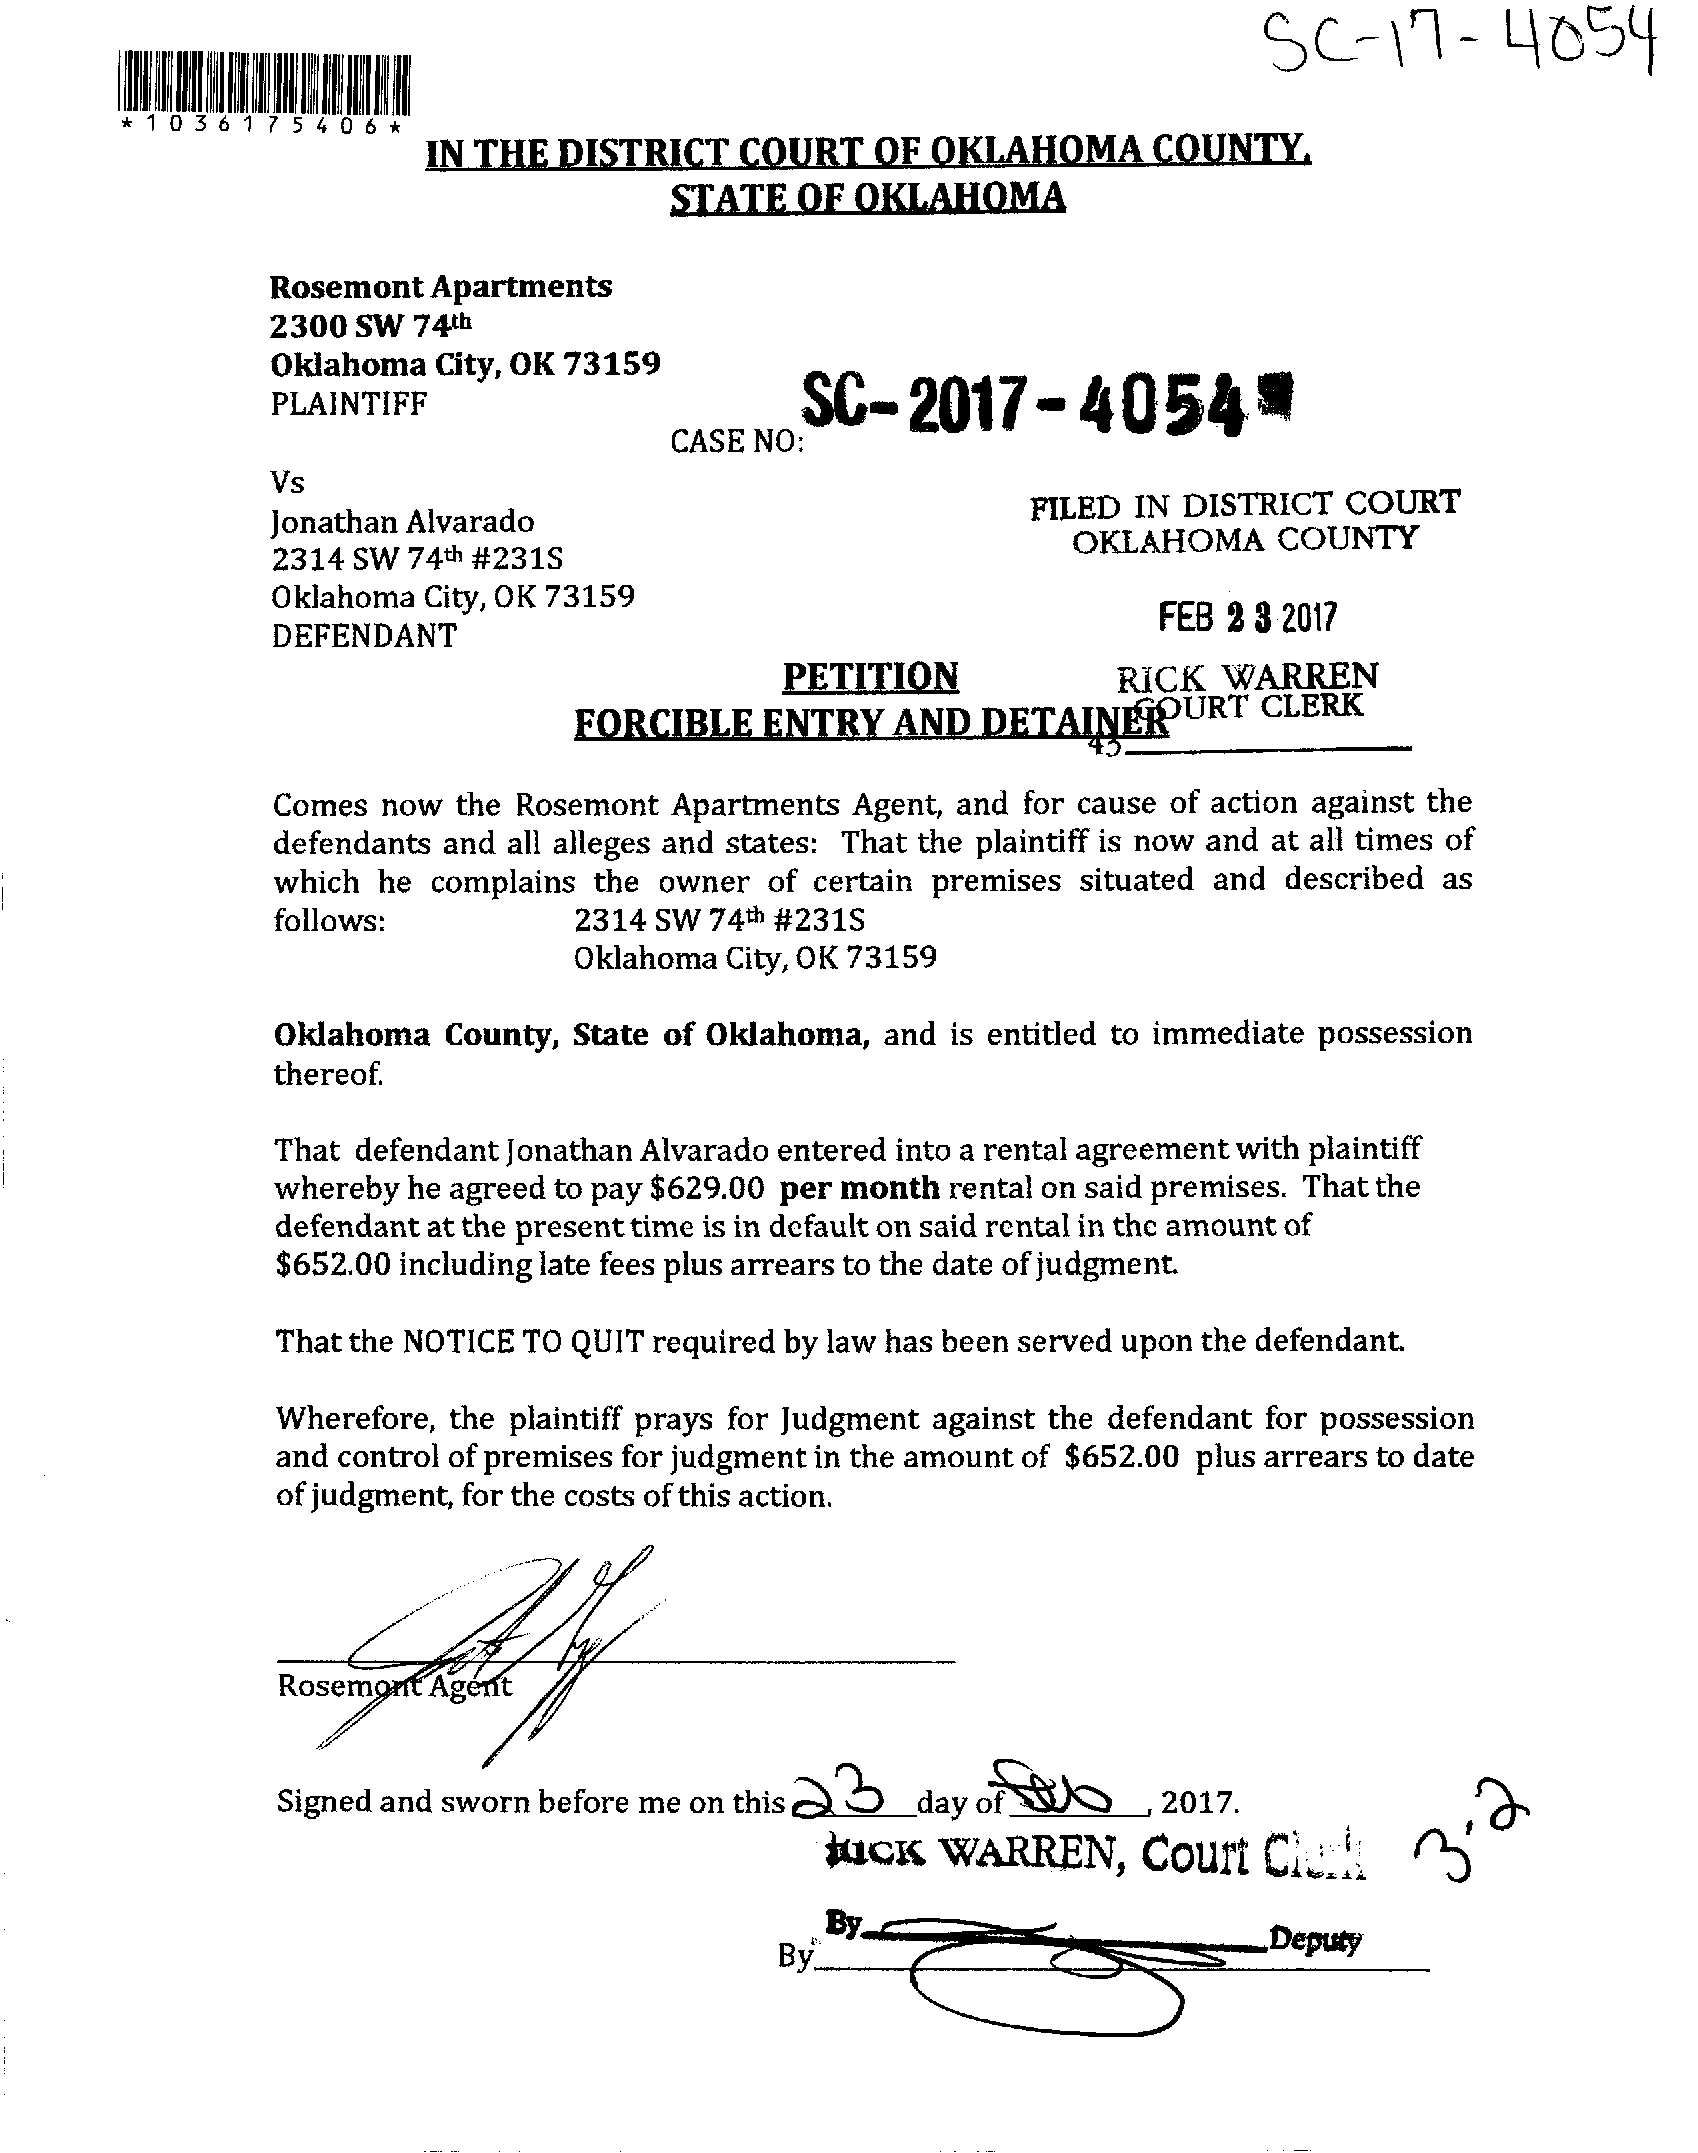 SC-17-4054
*1036175406*
IN THE DISTRICT COURT OF OKLAHOMA COUNTY,
STATE OF OKLAHOMA
Rosemont Apartments
2300 SW 74th
Oklahoma City, OK 73159
PLAINTIFF
SC-2017-4054
CASE NO:
Vs
Jonathan Alvarado
2314 SW 74th #231S
Oklahoma City, OK 73159
DEFENDANT
FILED IN DISTRICT COURT
OKLAHOMA COUNTY
FEB 23 2017
RICK WARREN
COURT CLERK
45
PETITION
FORCIBLE ENTRY AND DETAINER
Comes now the Rosemont Apartments Agent, and for cause of action against the
defendants and all alleges and states: That the plaintiff is now and at all times of
which he complains the owner of certain premises situated and described as
follows: 2314 SW 74th #231S
Oklahoma City, OK 73159
Oklahoma County, State of Oklahoma, and is entitled to immediate possession
thereof.
That defendant Jonathan Alvarado entered into a rental agreement with plaintiff
whereby he agreed to pay $629.00 per month rental on said premises. That the
defendant at the present time is in default on said rental in the amount of
$652.00 including late fees plus arrears to the date of judgment.
That the NOTICE TO QUIT required by law has been served upon the defendant.
Wherefore, the plaintiff prays for Judgment against the defendant for possession
and control of premises for judgment in the amount of $652.00 plus arrears to date
of judgment, for the costs of this action.
Rosemont Agent
Signed and sworn before me on this 23 day of Feb, 2017.
RICK WARREN, Court Clerk
3,2
By Deputy
By